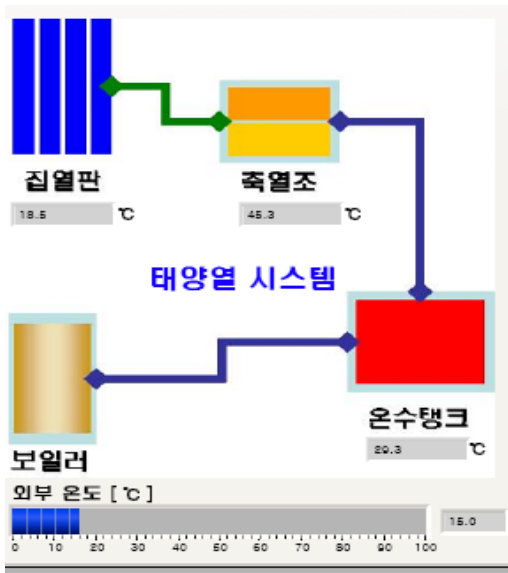 집열판
축열조
18.5 ℃
45.3 ℃
태양열 시스템
온수탱크
29.3 ℃
보일러
외부 온도 [ ℃ ]
15.0
0 10 20 30 40 50 60 70 80 90 100